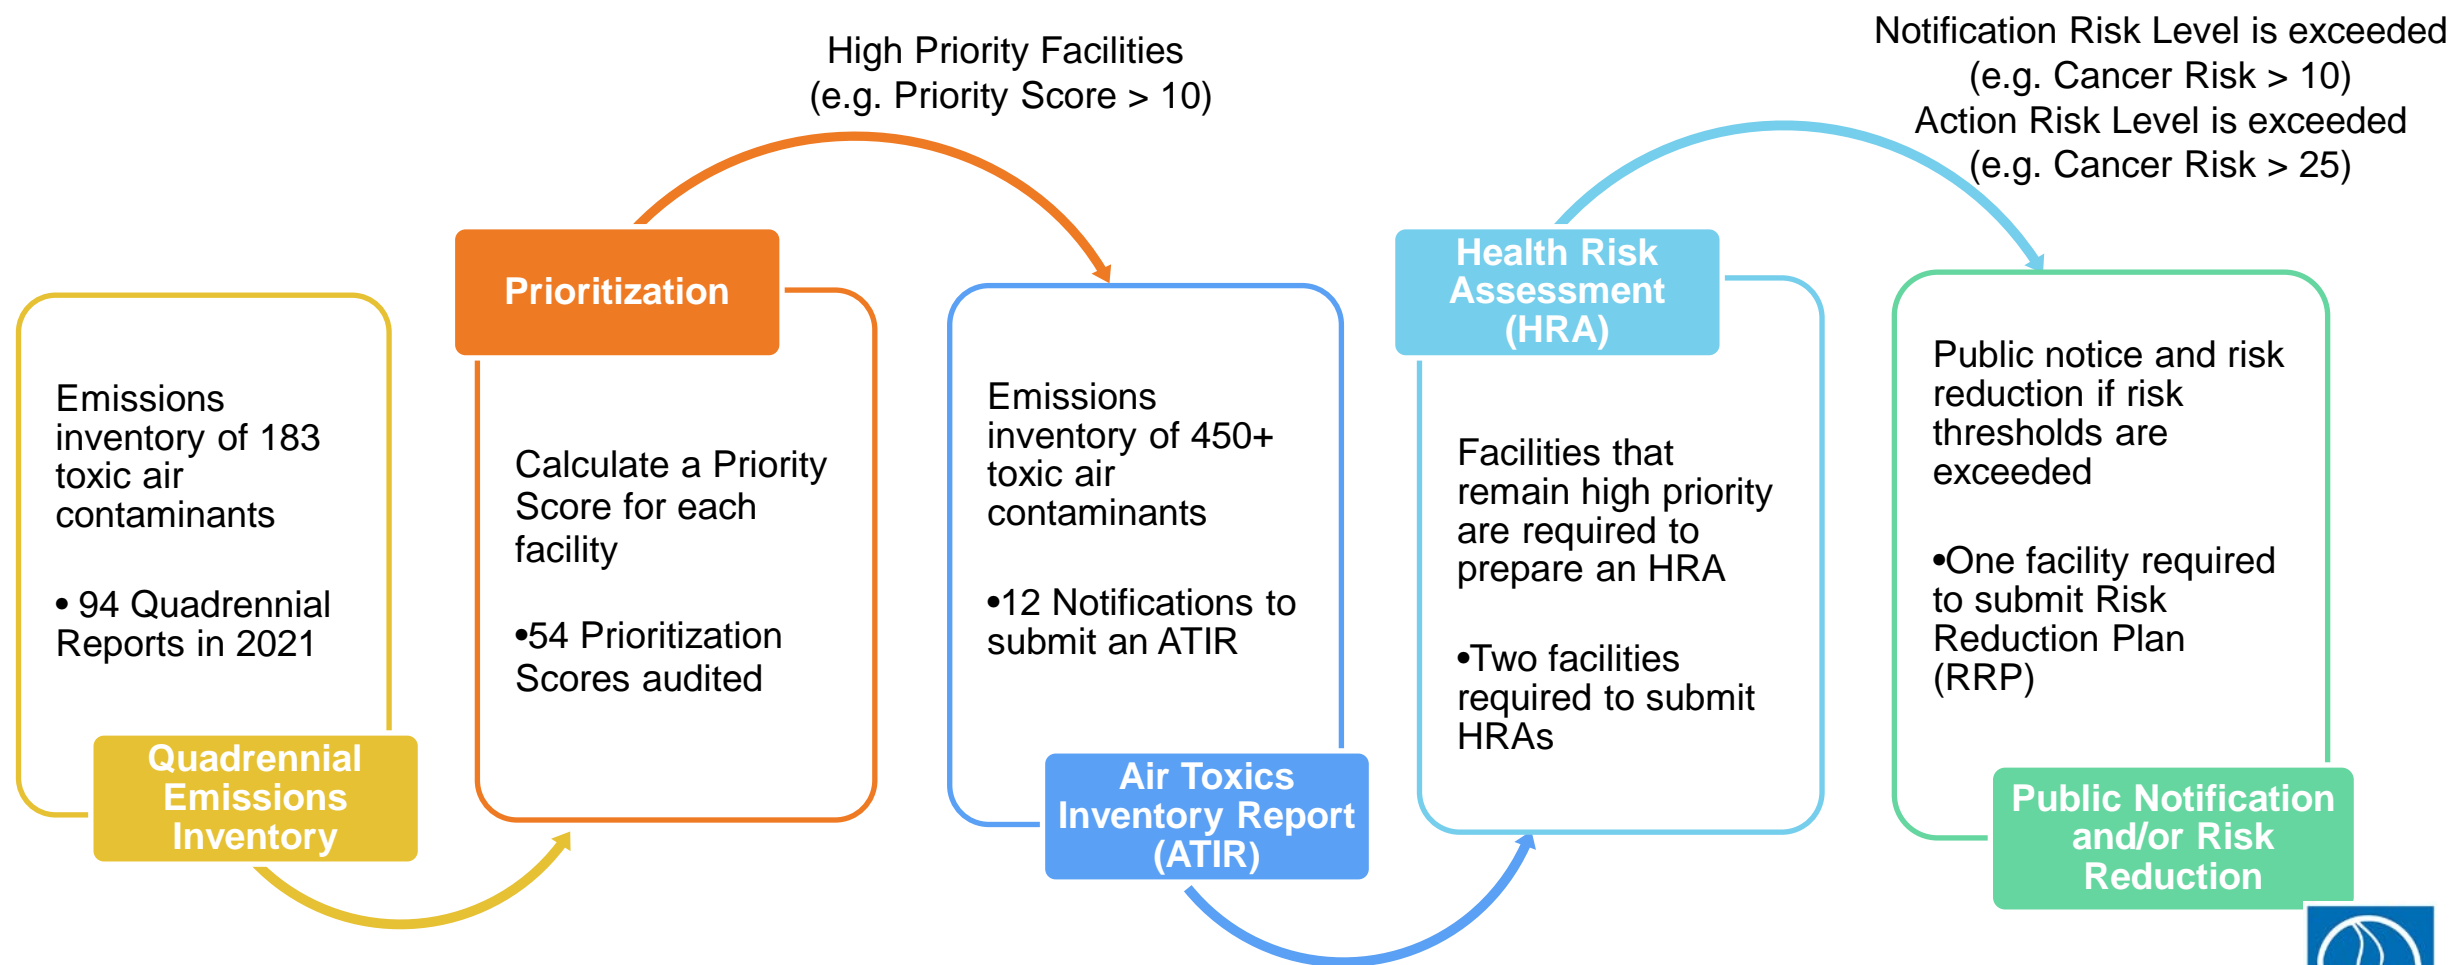 High Priority Facilities
(e.g. Priority Score > 10)
Notification Risk Level is exceeded
(e.g. Cancer Risk > 10)
Action Risk Level is exceeded
(e.g. Cancer Risk > 25)
Emissions
inventory of 183
toxic air
contaminants
• 94 Quadrennial
Reports in 2021
Quadrennial
Emissions
Inventory
Prioritization
Calculate a Priority
Score for each
facility
•54 Prioritization
Scores audited
Emissions
inventory of 450+
toxic air
contaminants
•12 Notifications to
submit an ATIR
Air Toxics
Inventory Report
(ATIR)
Health Risk
Assessment
(HRA)
Facilities that
remain high priority
are required to
prepare an HRA
•Two facilities
required to submit
HRAs
Public notice and risk
reduction if risk
thresholds are
exceeded
•One facility required
to submit Risk
Reduction Plan
(RRP)
Public Notification
and/or Risk
Reduction